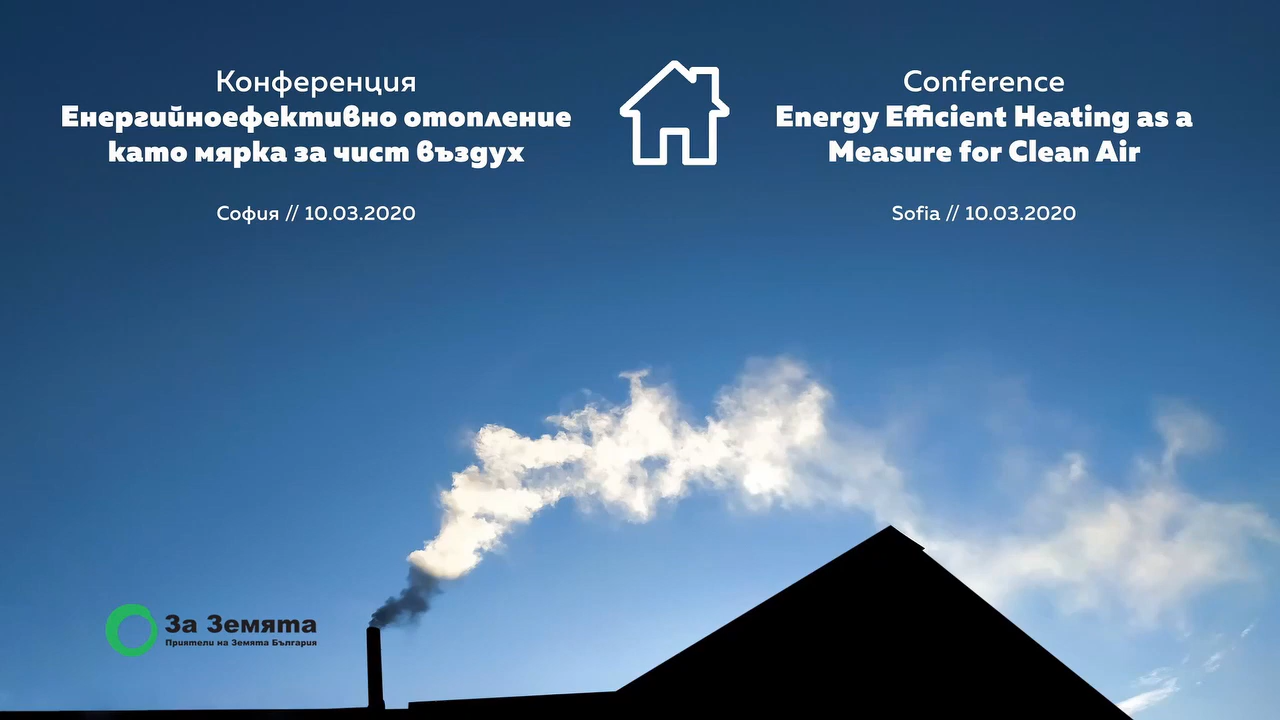 Конференция
Енергийноефективно отопление
като мярка за чист въздух
София // 10.03.2020
Conference
Energy Efficient Heating as a
Measure for Clean Air
Sofia // 10.03.2020
За Земята
Приятели на Земята България